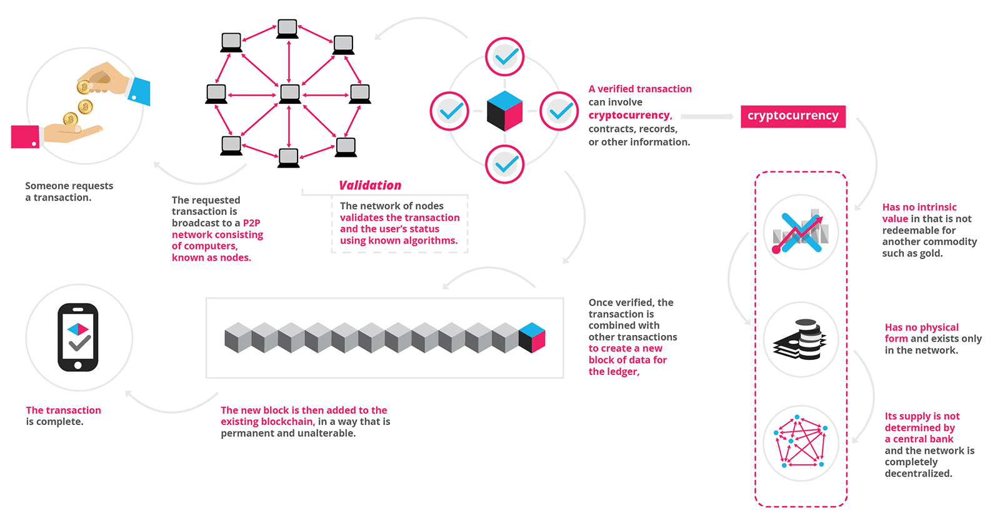 Someone requests
a transaction.
The requested
transaction is
broadcast to a P2P
network consisting
of computers,
known as nodes.
Validation
The network of nodes
validates the transaction
and the user's status
using known algorithms.
A verified transaction
can involve
cryptocurrency,
contracts, records,
or other information.
cryptocurrency
Has no intrinsic
value in that is not
redeemable for
another commodity
such as gold.
Has no physical
form and exists only
in the network.
Its supply is not
determined by
a central bank
and the network is
completely
decentralized.
Once verified, the
transaction is
combined with
other transactions
to create a new
block of data for
the ledger,
The new block is then added to the
existing blockchain, in a way that is
permanent and unalterable.
The transaction
is complete.